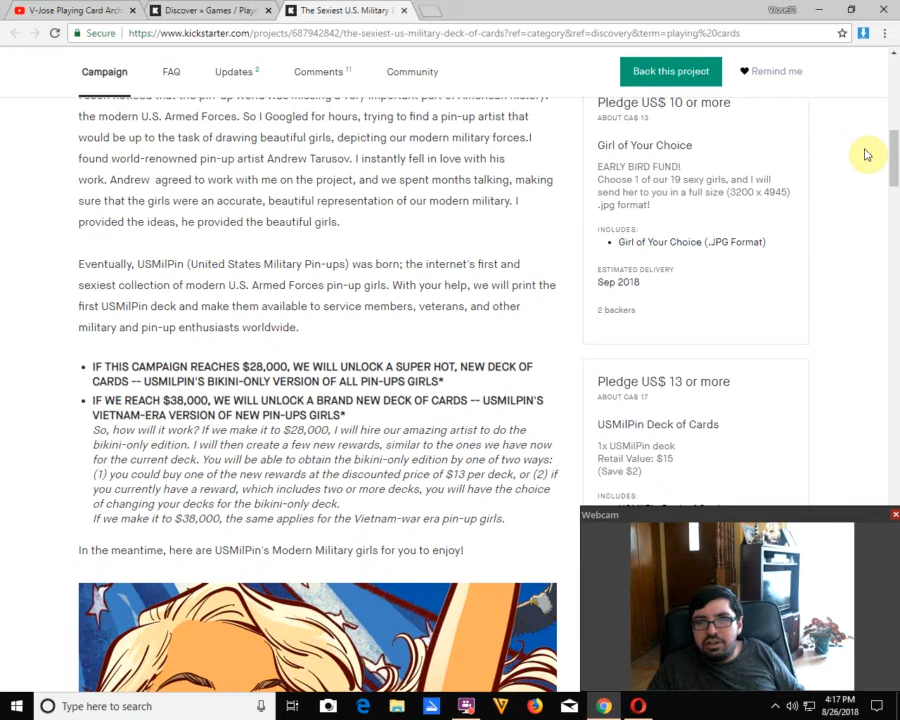 V-Jose Playing Card Arch
Discover » Games / Playi
The Sexiest U.S. Military D
VJose32
Secure
https://www.kickstarter.com/projects/687942842/the-sexiest-us-military-deck-of-cards?ref=category&ref=discovery&term=playing%20cards
Campaign
FAQ
Updates 2
Comments 11
Community
Back this project
Remind me
I soon noticed that the pin-up world was missing a very important part of American history:
the modern U.S. Armed Forces. So I Googled for hours, trying to find a pin-up artist that
would be up to the task of drawing beautiful girls, depicting our modern military forces.I
found world-renowned pin-up artist Andrew Tarusov. I instantly fell in love with his
work. Andrew agreed to work with me on the project, and we spent months talking, making
sure that the girls were an accurate, beautiful representation of our modern military. I
provided the ideas, he provided the beautiful girls.
Eventually, USMilPin (United States Military Pin-ups) was born; the internet's first and
sexiest collection of modern U.S. Armed Forces pin-up girls. With your help, we will print the
first USMilPin deck and make them available to service members, veterans, and other
military and pin-up enthusiasts worldwide.
• IF THIS CAMPAIGN REACHES $28,000, WE WILL UNLOCK A SUPER HOT, NEW DECK OF
CARDS -- USMILPIN'S BIKINI-ONLY VERSION OF ALL PIN-UPS GIRLS*
• IF WE REACH $38,000, WE WILL UNLOCK A BRAND NEW DECK OF CARDS -- USMILPIN'S
VIETNAM-ERA VERSION OF NEW PIN-UPS GIRLS*
So, how will it work? If we make it to $28,000, I will hire our amazing artist to do the
bikini-only edition. I will then create a few new rewards, similar to the ones we have now
for the current deck. You will be able to obtain the bikini-only edition by one of two ways:
(1) you could buy one of the new rewards at the discounted price of $13 per deck, or (2) if
you currently have a reward, which includes two or more decks, you will have the choice
of changing your decks for the bikini-only deck.
If we make it to $38,000, the same applies for the Vietnam-war era pin-up girls.
In the meantime, here are USMilPin's Modern Military girls for you to enjoy!
Pledge US$ 10 or more
ABOUT CA$ 13
Girl of Your Choice
EARLY BIRD FUND!
Choose 1 of our 19 sexy girls, and I will
send her to you in a full size (3200 x 4945)
.jpg format!
INCLUDES:
• Girl of Your Choice (.JPG Format)
ESTIMATED DELIVERY
Sep 2018
2 backers
Pledge US$ 13 or more
ABOUT CA$ 17
USMilPin Deck of Cards
1x USMilPin deck
Retail Value: $15
(Save $2)
INCLUDES:
Webcam
Type here to search
4:17 PM
8/26/2018